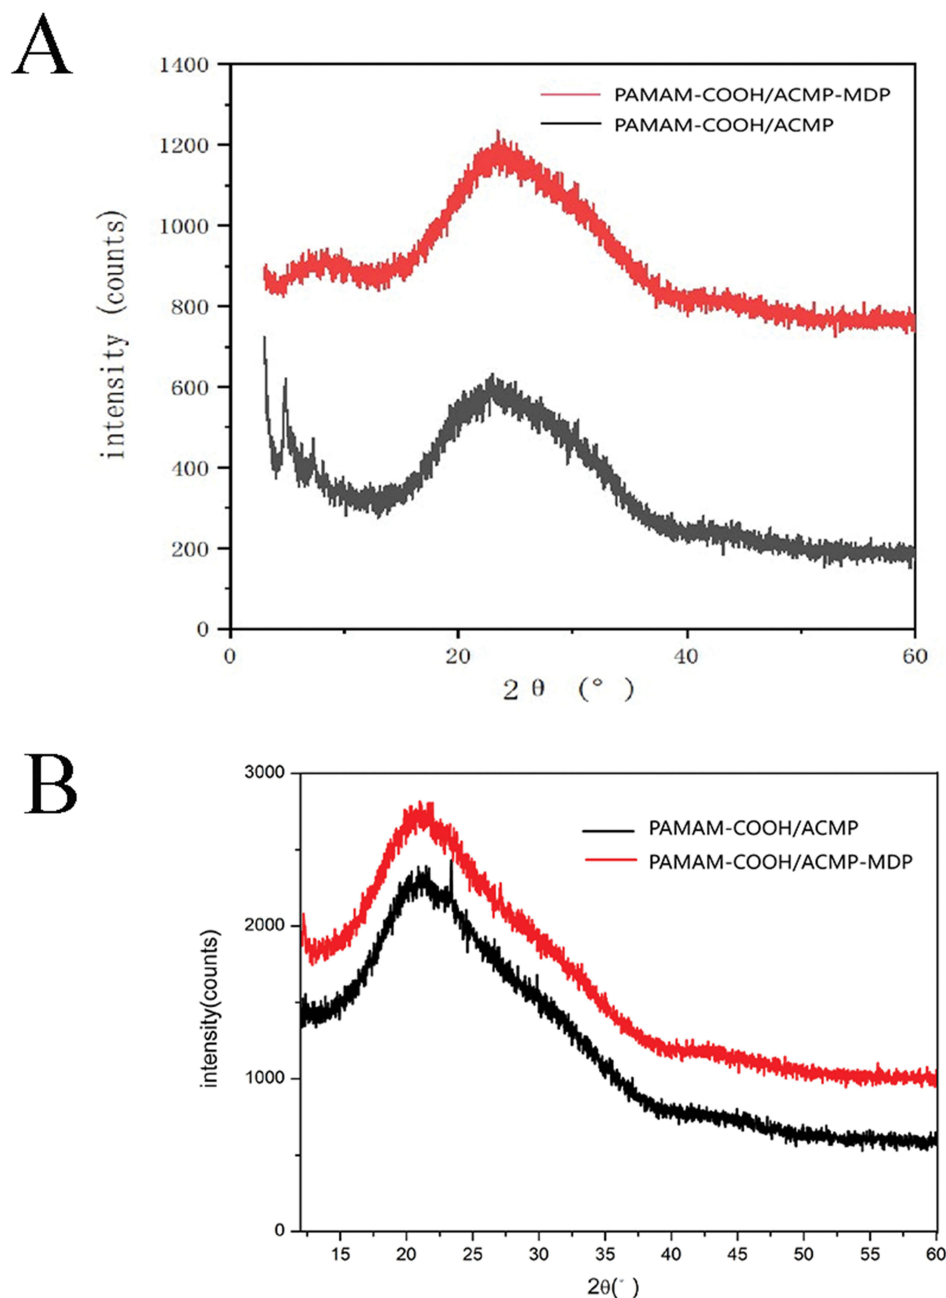 A
1400
1200
1000
800
600
400
200
0
intensity (counts)
PAMAM-COOH/ACMP-MDP
PAMAM-COOH/ACMP
0 20 40 60
2θ (°)
B
3000
2000
1000
0
intensity(counts)
PAMAM-COOH/ACMP
PAMAM-COOH/ACMP-MDP
15 20 25 30 35 40 45 50 55 60
2θ(°)